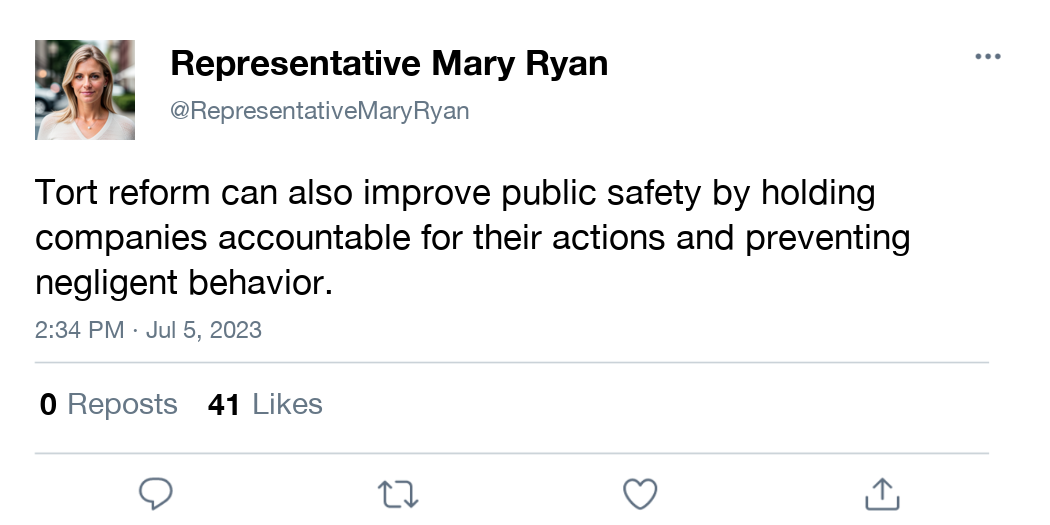 Representative Mary Ryan
@RepresentativeMaryRyan
Tort reform can also improve public safety by holding
companies accountable for their actions and preventing
negligent behavior.
2:34 PM · Jul 5, 2023
0 Reposts 41 Likes